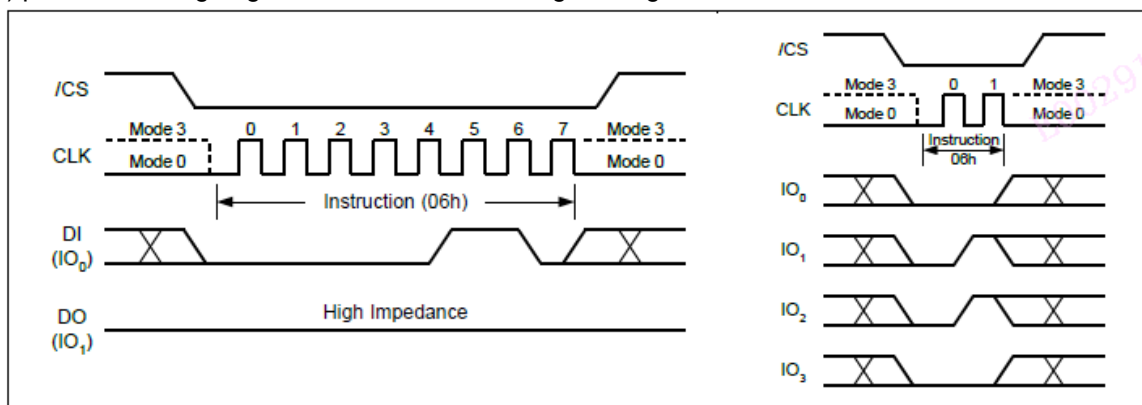 /CS
Mode 3 0 1 2 3 4 5 6 7 Mode 3
CLK Mode 0 Mode 0
Instruction (06h)
DI
(IO0)
High Impedance
DO
(IO1)
/CS
Mode 3 0 1 Mode 3
CLK Mode 0 Mode 0
Instruction
06h
IO0
IO1
IO2
IO3